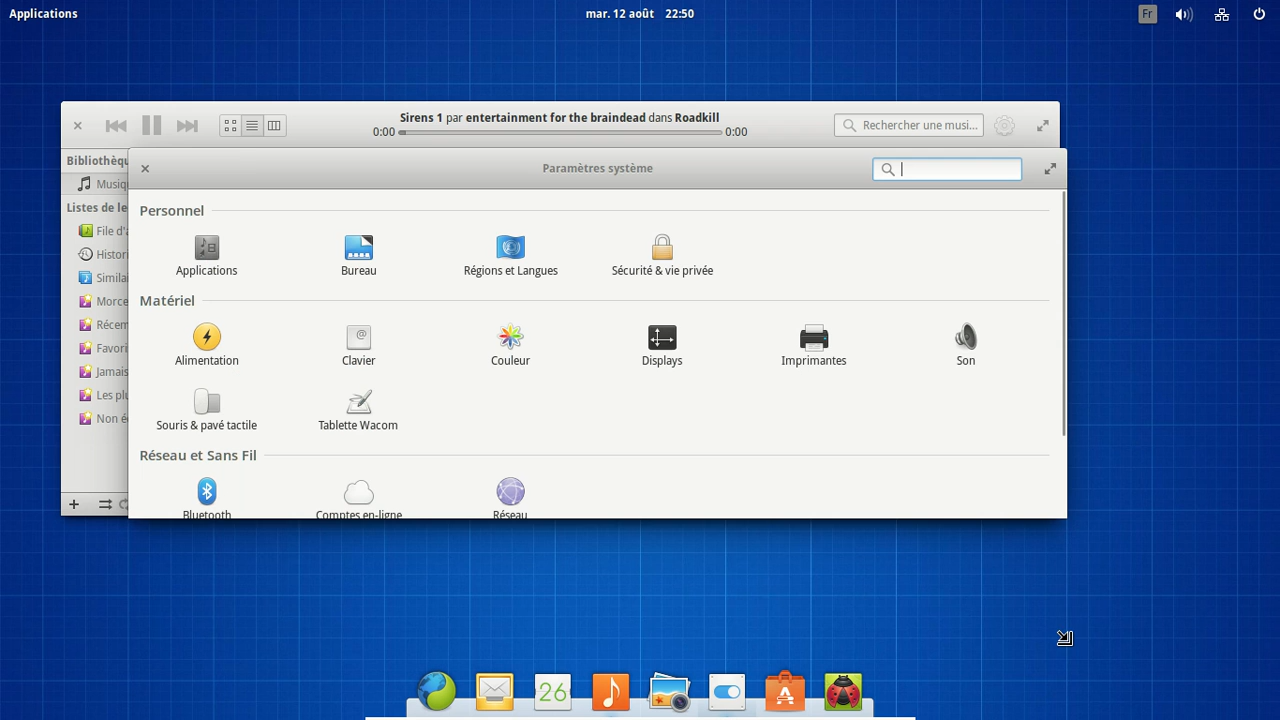 Applications
mar. 12 août 22:50
Fr
Sirens 1 par entertainment for the braindead dans Roadkill
0:00
0:00
Rechercher une musi...
Bibliothèqu
Musiq
Listes de le
File d'a
Histori
Similai
Morce
Récem
Favori
Jamais
Les plu
Non éc
Paramètres système
Personnel
Applications
Bureau
Régions et Langues
Sécurité & vie privée
Matériel
Alimentation
Clavier
Couleur
Displays
Imprimantes
Son
Souris & pavé tactile
Tablette Wacom
Réseau et Sans Fil
Bluetooth
Comptes en-ligne
Réseau
26